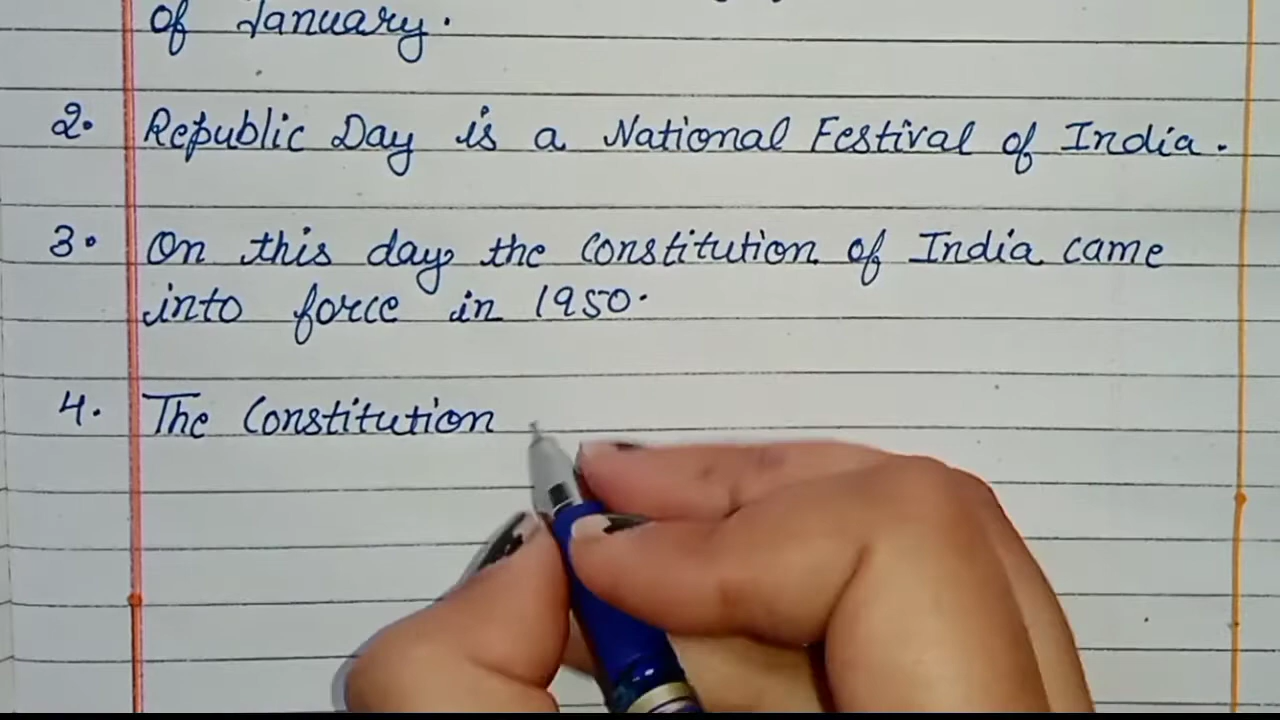 of January.
2. Republic Day is a National Festival of India.
3. On this day, the Constitution of India came
into force in 1950.
4. The Constitution